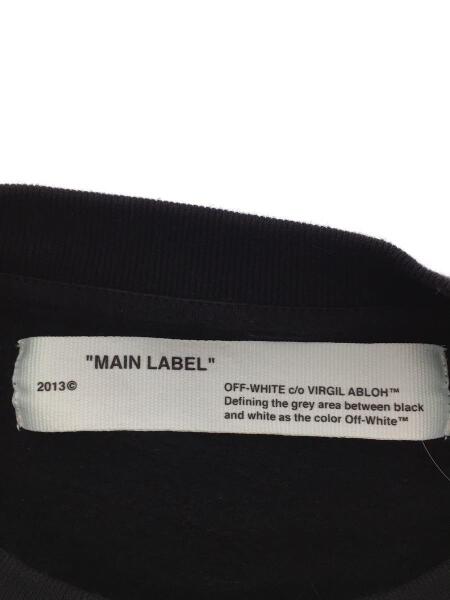 "MAIN LABEL"
2013©
OFF-WHITE c/o VIRGIL ABLOH™
Defining the grey area between black
and white as the color Off-White™